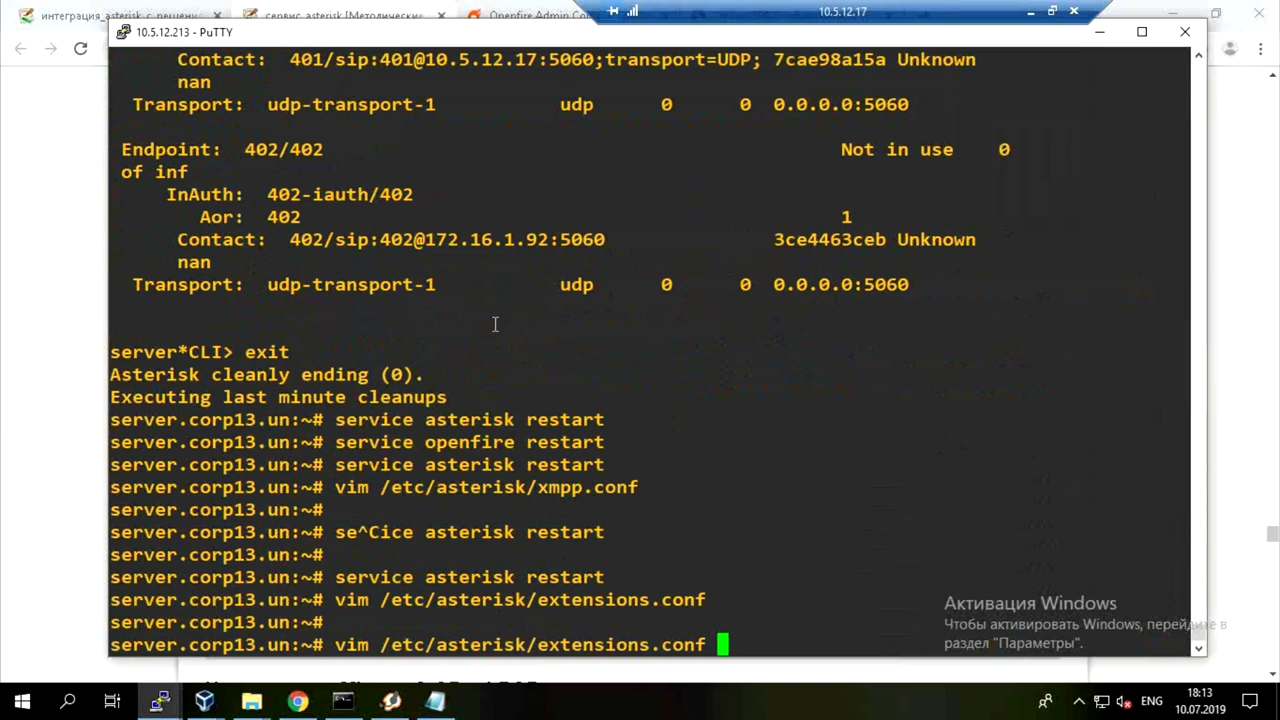 интеграция_asterisk_с_решени
сервис_asterisk [Методически
Openfire Admin Con
10.5.12.17
10.5.12.213 - PuTTY
Contact: 401/sip:401@10.5.12.17:5060;transport=UDP; 7cae98a15a Unknown
nan
Transport: udp-transport-1 udp 0 0 0.0.0.0:5060
Endpoint: 402/402 Not in use 0
of inf
InAuth: 402-iauth/402
Aor: 402 1
Contact: 402/sip:402@172.16.1.92:5060 3ce4463ceb Unknown
nan
Transport: udp-transport-1 udp 0 0 0.0.0.0:5060
server*CLI> exit
Asterisk cleanly ending (0).
Executing last minute cleanups
server.corp13.un:~# service asterisk restart
server.corp13.un:~# service openfire restart
server.corp13.un:~# service asterisk restart
server.corp13.un:~# vim /etc/asterisk/xmpp.conf
server.corp13.un:~#
server.corp13.un:~# se^Cice asterisk restart
server.corp13.un:~#
server.corp13.un:~# service asterisk restart
server.corp13.un:~# vim /etc/asterisk/extensions.conf
server.corp13.un:~#
server.corp13.un:~# vim /etc/asterisk/extensions.conf
Активация Windows
Чтобы активировать Windows, перейдите в
раздел "Параметры".
ENG
18:13
10.07.2019